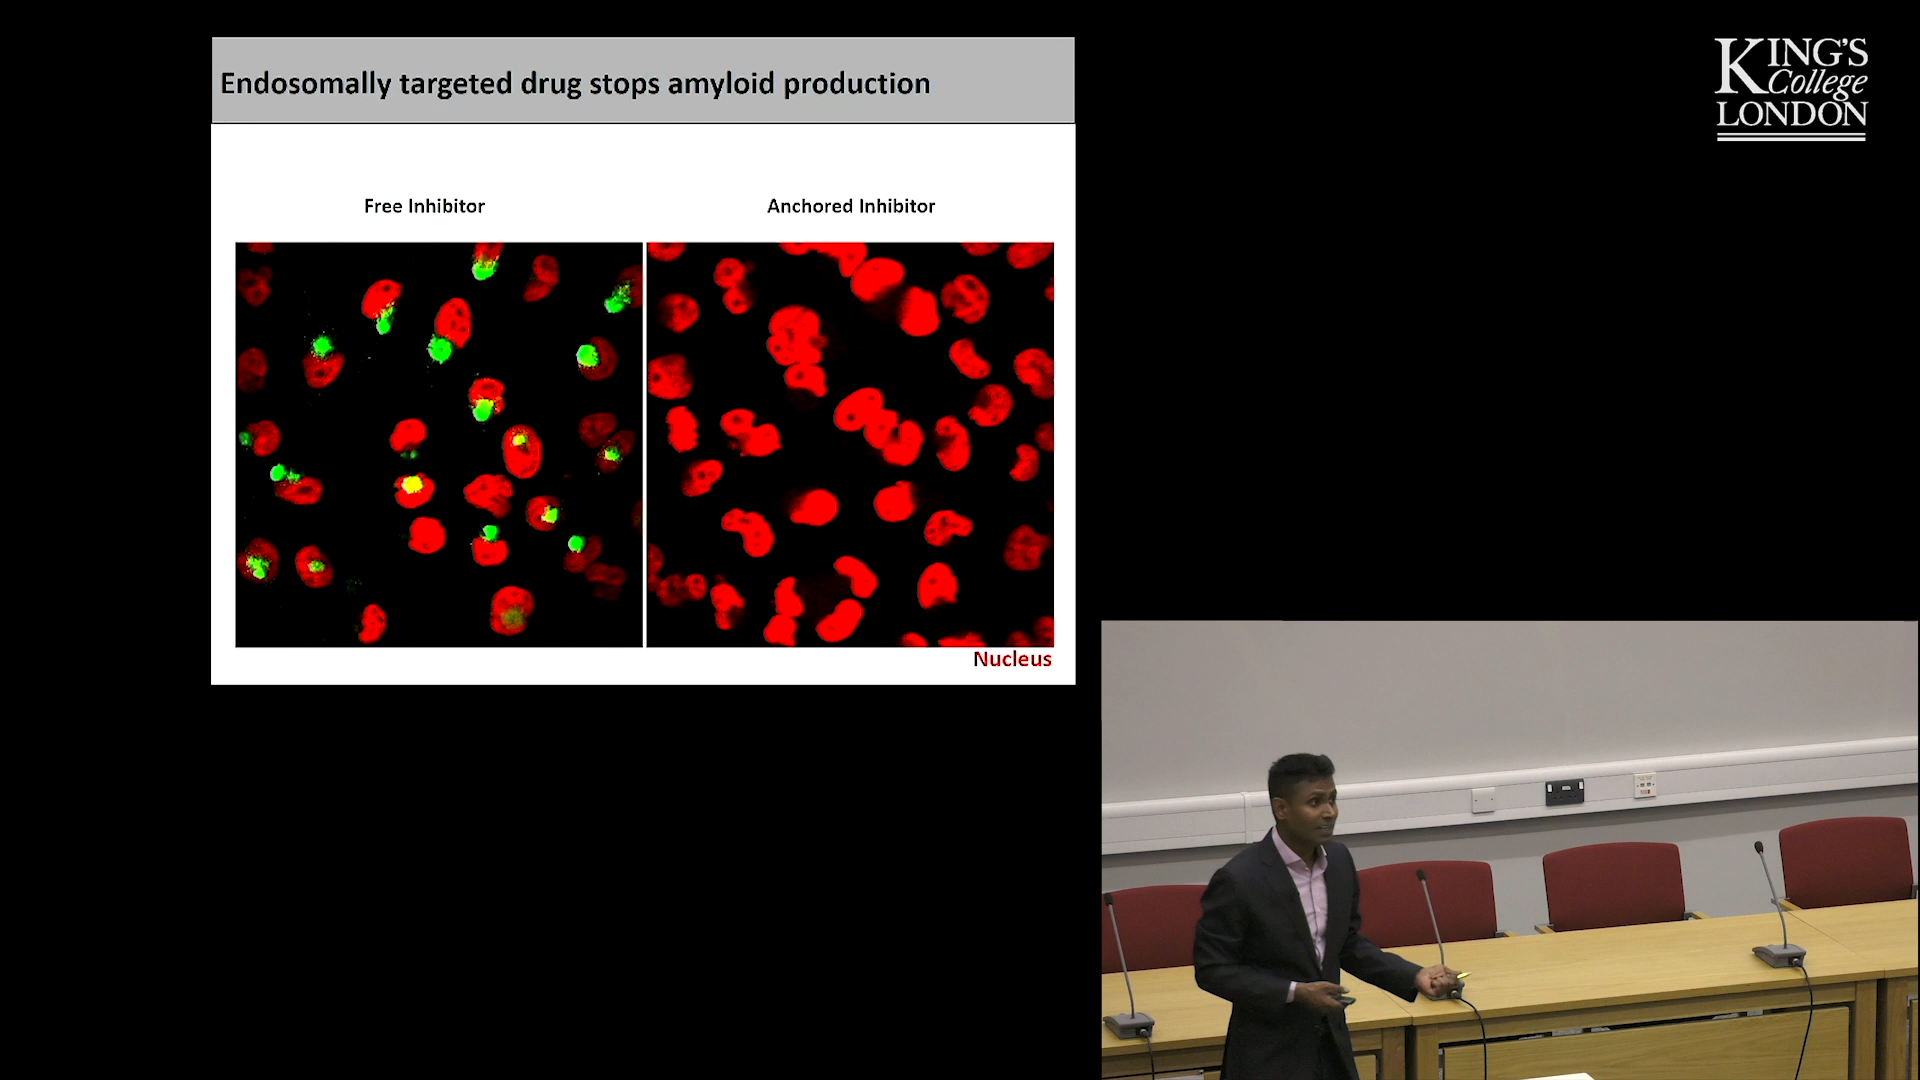 Endosomally targeted drug stops amyloid production
Free Inhibitor
Anchored Inhibitor
Nucleus
KING'S
College
LONDON